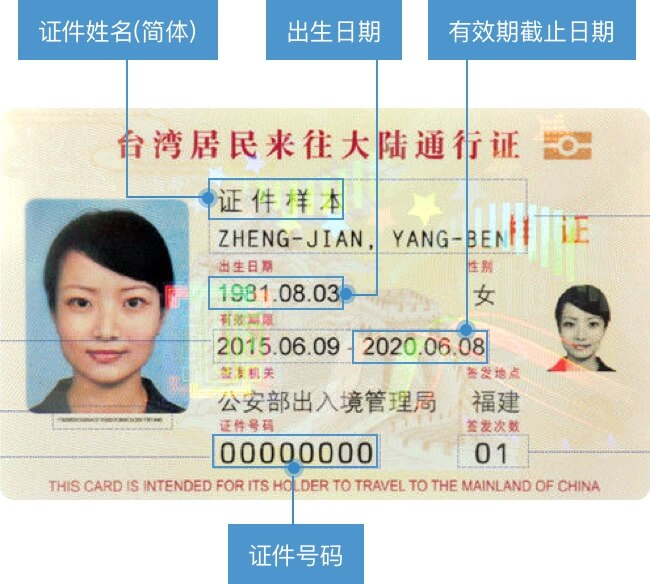 证件姓名(简体)
出生日期
有效期截止日期
台湾居民来往大陆通行证
证件样本
ZHENG-JIAN, YANG-BEN
证
出生日期
性别
1981.08.03
女
有效期限
2015.06.09 - 2020.06.08
签发机关
签发地点
公安部出入境管理局
福建
证件号码
签发次数
00000000
01
THIS CARD IS INTENDED FOR ITS HOLDER TO TRAVEL TO THE MAINLAND OF CHINA
证件号码